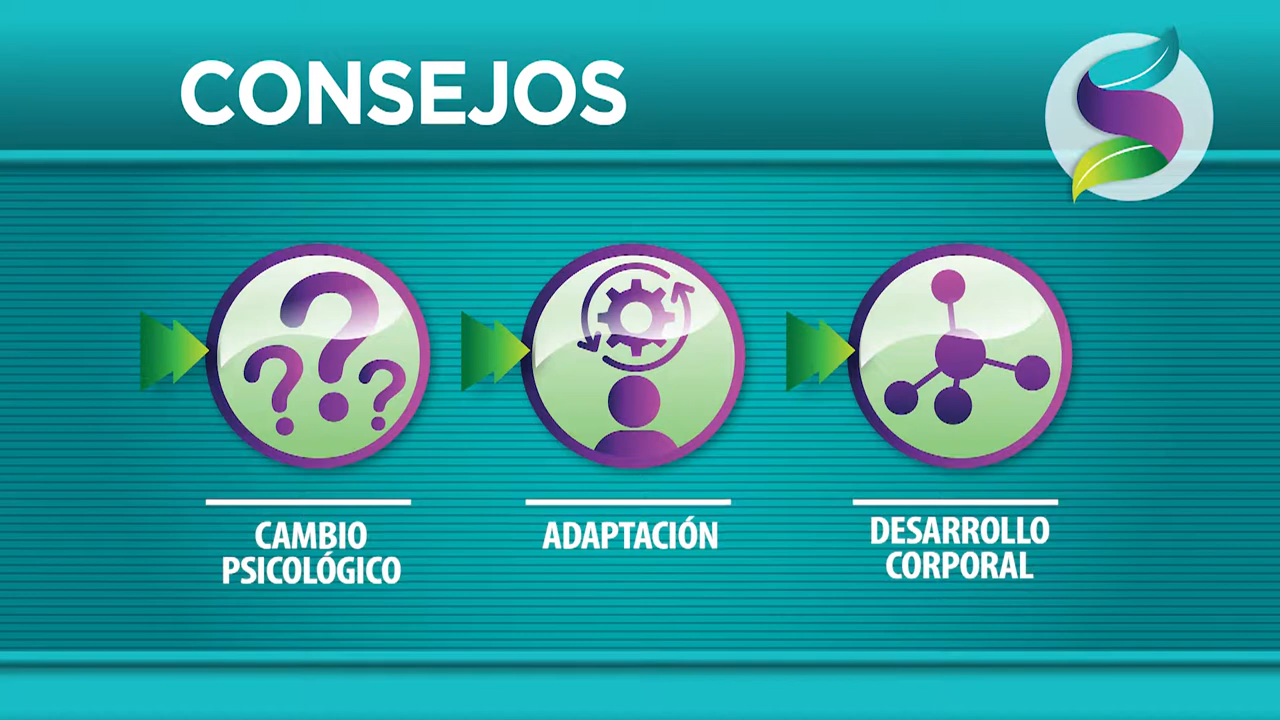 CONSEJOS
CAMBIO
PSICOLÓGICO
ADAPTACIÓN
DESARROLLO
CORPORAL